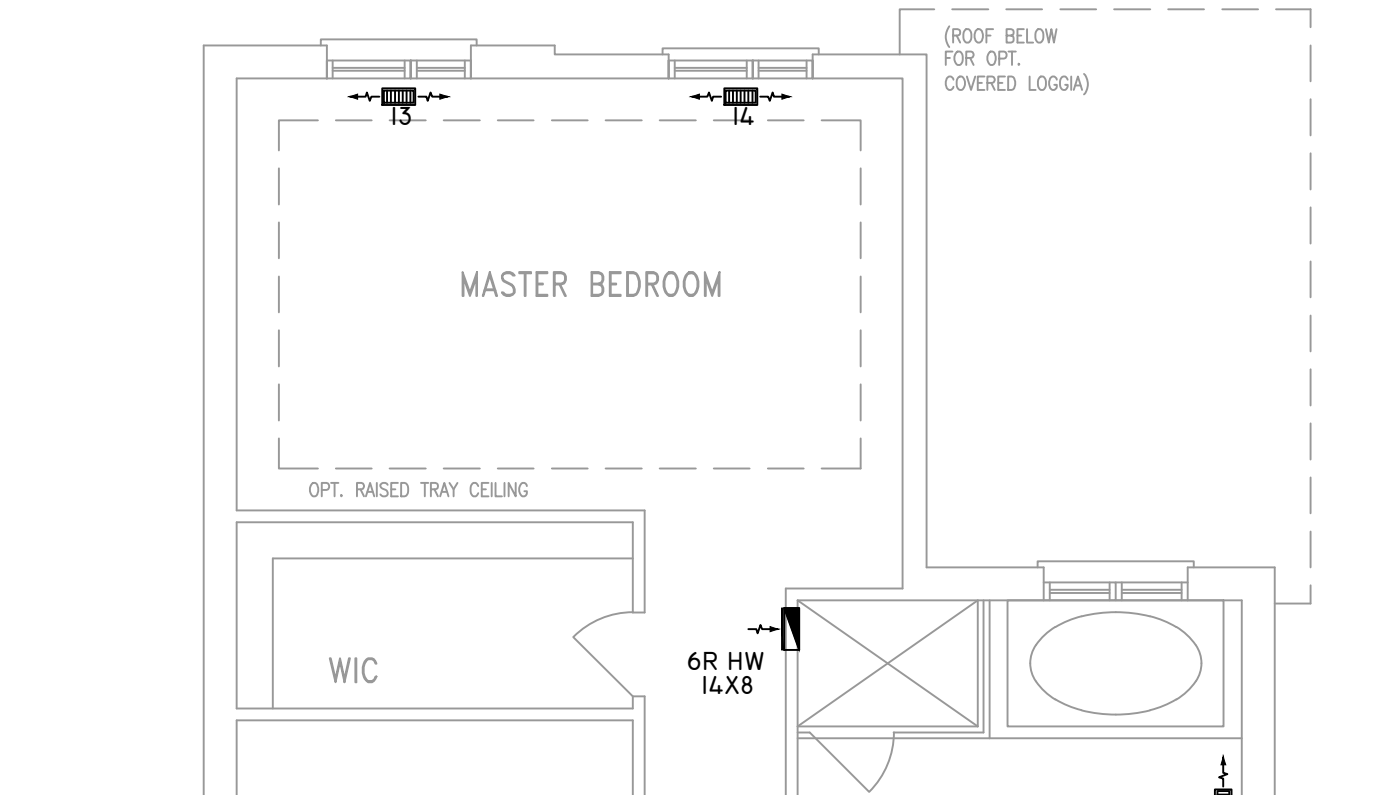 (ROOF BELOW
FOR OPT.
COVERED LOGGIA)
13
14
MASTER BEDROOM
OPT. RAISED TRAY CEILING
WIC
6R HW
14X8